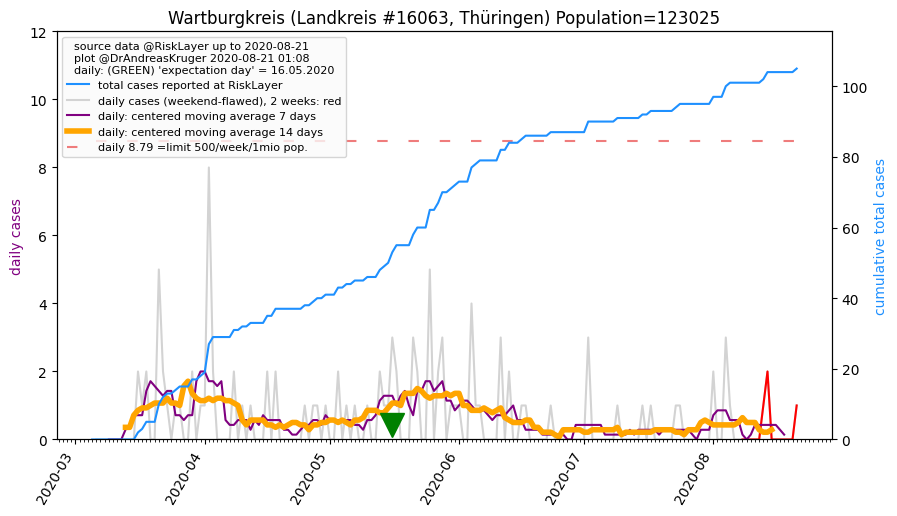 Wartburgkreis (Landkreis #16063, Thüringen) Population=123025
source data @RiskLayer up to 2020-08-21
plot @DrAndreasKruger 2020-08-21 01:08
daily: (GREEN) 'expectation day' = 16.05.2020
total cases reported at RiskLayer
daily cases (weekend-flawed), 2 weeks: red
daily: centered moving average 7 days
daily: centered moving average 14 days
daily 8.79 =limit 500/week/1mio pop.
daily cases
12
10
8
6
4
2
0
cumulative total cases
100
80
60
40
20
0
2020-03
2020-04
2020-05
2020-06
2020-07
2020-08